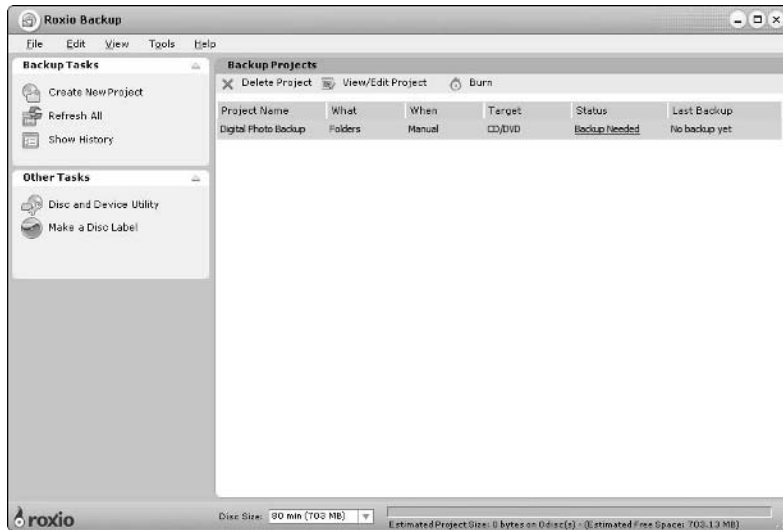 Roxio Backup
File Edit View Tools Help
Backup Tasks
Create New Project
Refresh All
Show History
Other Tasks
Disc and Device Utility
Make a Disc Label
Backup Projects
Delete Project View/Edit Project Burn
Project Name What When Target Status Last Backup
Digital Photo Backup Folders Manual CD/DVD Backup Needed No backup yet
roxio
Disc Size: 80 min (703 MB)
Estimated Project Size: 0 bytes on 0 disc(s) - (Estimated Free Space: 703.13 MB)